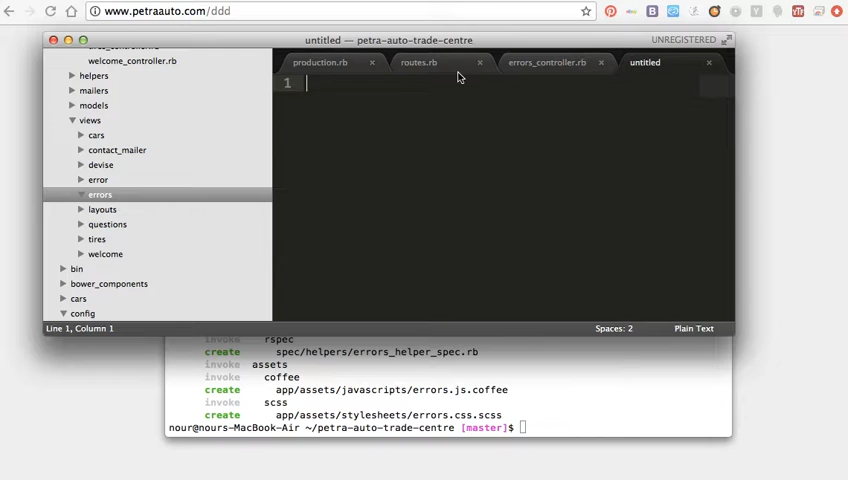 www.petraauto.com/ddd
untitled — petra-auto-trade-centre
UNREGISTERED
production.rb
routes.rb
errors_controller.rb
untitled
welcome_controller.rb
helpers
mailers
models
views
cars
contact_mailer
devise
error
errors
layouts
questions
tires
welcome
bin
bower_components
cars
config
1
Line 1, Column 1
Spaces: 2
Plain Text
invoke rspec
create spec/helpers/errors_helper_spec.rb
invoke assets
invoke coffee
create app/assets/javascripts/errors.js.coffee
invoke scss
create app/assets/stylesheets/errors.css.scss
nour@nours-MacBook-Air ~/petra-auto-trade-centre [master]$